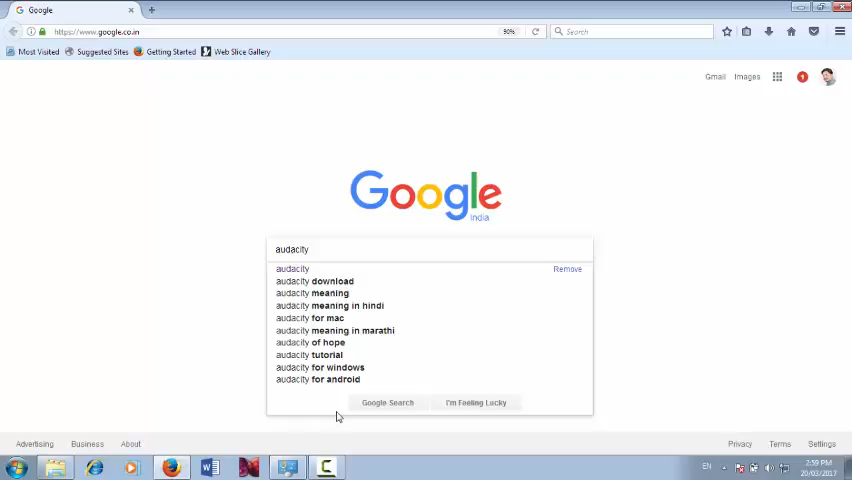 Google
https://www.google.co.in
90%
Search
Most Visited
Suggested Sites
Getting Started
Web Slice Gallery
Gmail
Images
1
Google
India
audacity
audacity
Remove
audacity download
audacity meaning
audacity meaning in hindi
audacity for mac
audacity meaning in marathi
audacity of hope
audacity tutorial
audacity for windows
audacity for android
Google Search
I'm Feeling Lucky
Advertising
Business
About
Privacy
Terms
Settings
EN
2:59 PM
20/03/2017